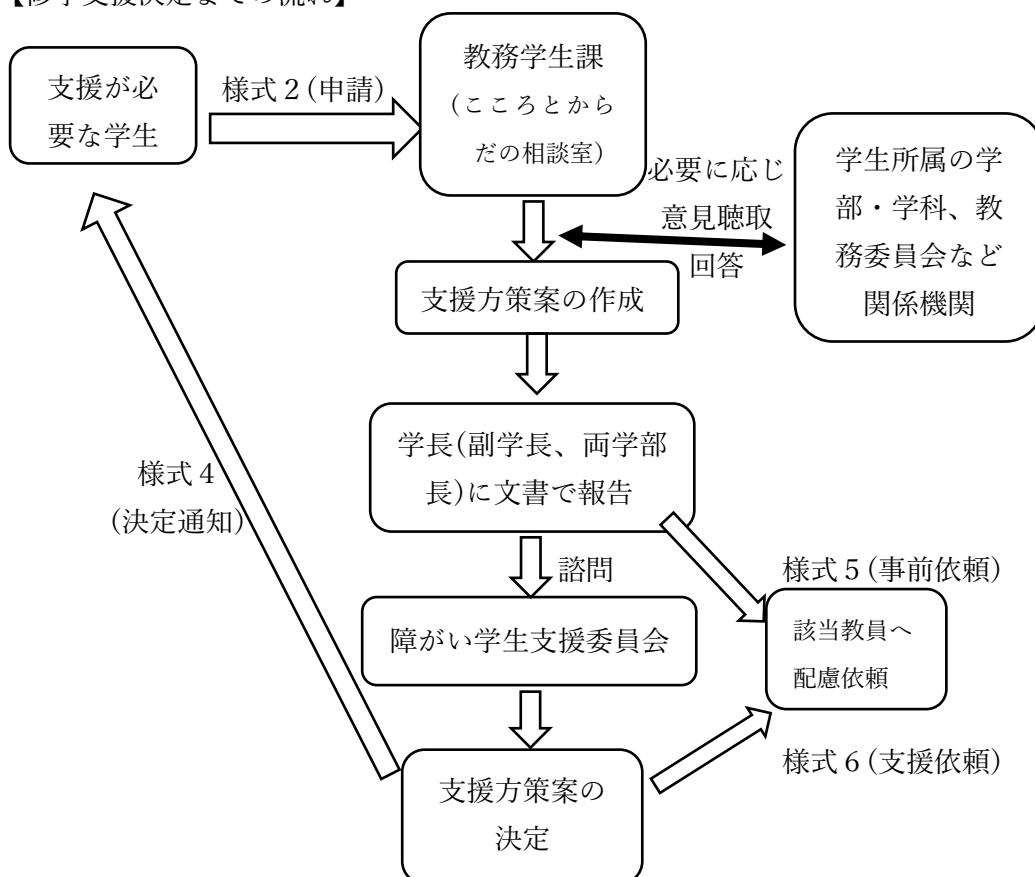 【修学支援決定までの流れ】
支援が必
要な学生
様式２(申請)
教務学生課
(こころとから
だの相談室)
必要に応じ
意見聴取
回答
学生所属の学
部・学科、教
務委員会など
関係機関
支援方策案の作成
学長(副学長、両学部
長)に文書で報告
様式４
(決定通知)
諮問
様式５(事前依頼)
障がい学生支援委員会
該当教員へ
配慮依頼
様式６(支援依頼)
支援方策案の
決定